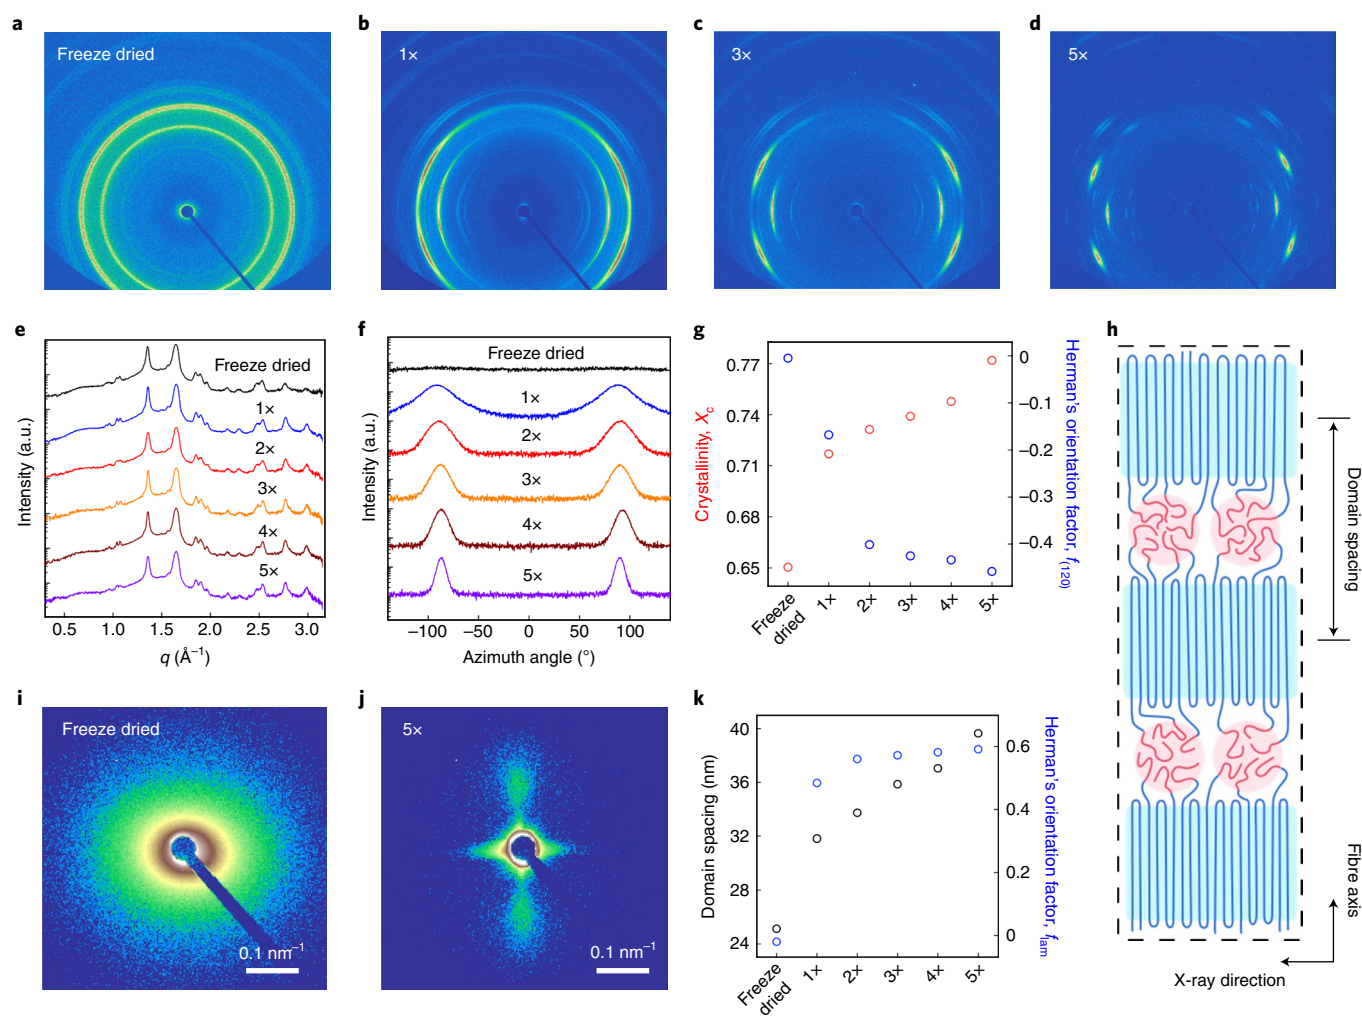 a
Freeze dried
b
1×
c
3×
d
5×
e
Freeze dried
1×
2×
3×
4×
5×
Intensity (a.u.)
0.5 1.0 1.5 2.0 2.5 3.0
q (Å⁻¹)
f
Freeze dried
1×
2×
3×
4×
5×
Intensity (a.u.)
−100 −50 0 50 100
Azimuth angle (°)
g
Crystallinity, Xc
0.77
0.74
0.71
0.68
0.65
0
−0.1
−0.2
−0.3
−0.4
Herman's orientation factor, f(120)
Freeze
dried
1×
2×
3×
4×
5×
h
Domain spacing
Fibre axis
X-ray direction
i
Freeze dried
0.1 nm⁻¹
j
5×
0.1 nm⁻¹
k
Domain spacing (nm)
40
36
32
28
24
0.6
0.4
0.2
0
Herman's orientation factor, flam
Freeze
dried
1×
2×
3×
4×
5×